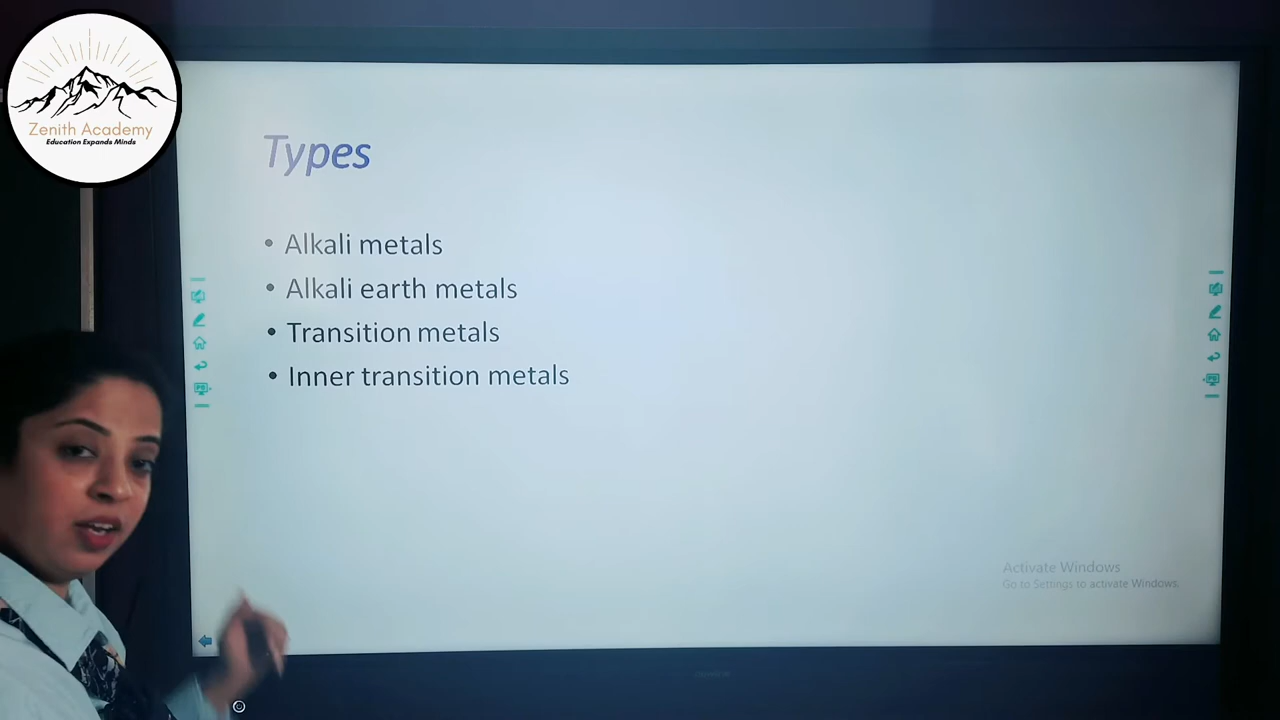 Zenith Academy
Education Expands Minds
Types
• Alkali metals
• Alkali earth metals
• Transition metals
• Inner transition metals
Activate Windows
Go to Settings to activate Windows.